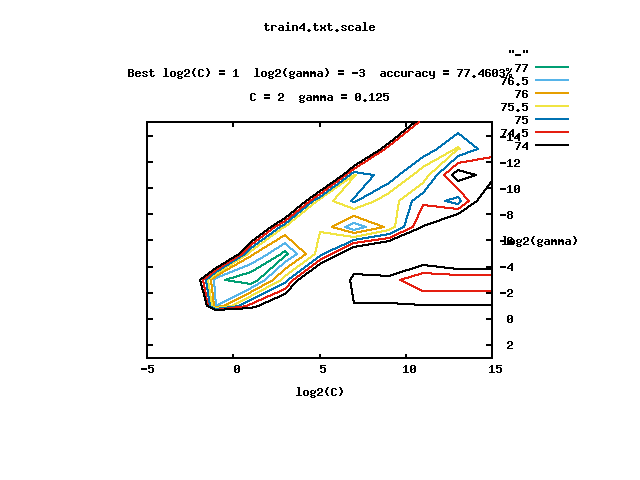 train4.txt.scale
"-"
Best log2(C) = 1  log2(gamma) = -3  accuracy = 77.4603%
77
76.5
C = 2  gamma = 0.125
76
75.5
75
74.5
74
-14
-12
-10
-8
-6
log2(gamma)
-4
-2
0
2
-5 0 5 10 15
log2(C)